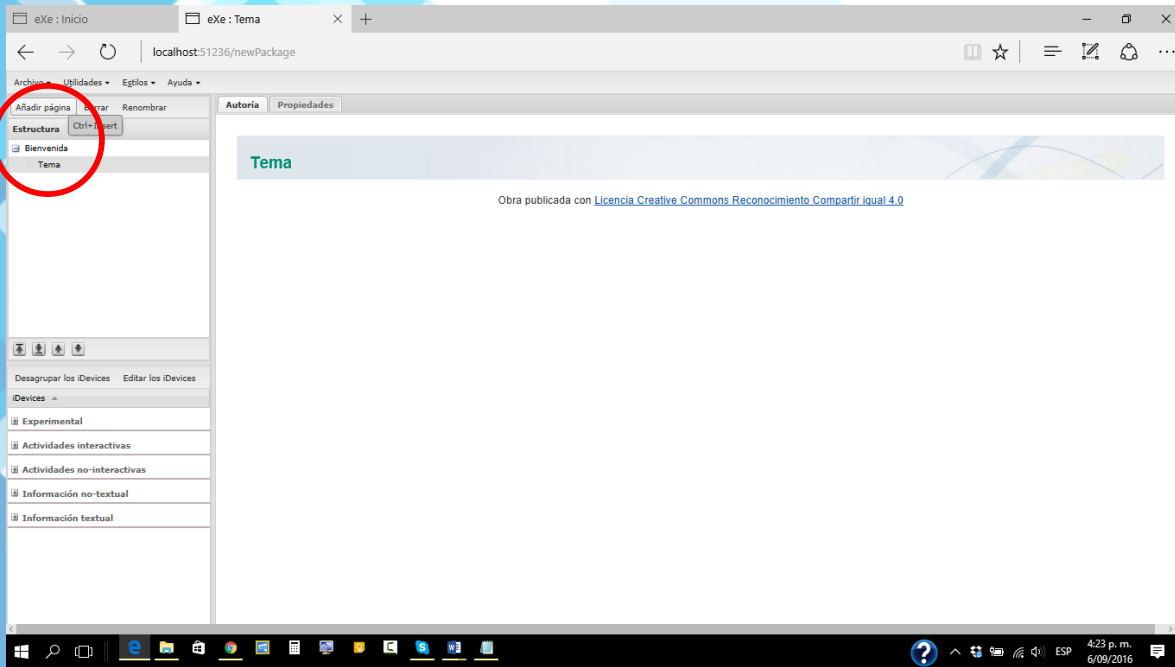 eXe : Inicio
eXe : Tema
localhost:51236/newPackage
Archivo Utilidades Estilos Ayuda
Añadir página Borrar Renombrar
Autoría Propiedades
Estructura
Ctrl+Insert
Bienvenida
Tema
Tema
Obra publicada con Licencia Creative Commons Reconocimiento Compartir igual 4.0
Desagrupar los iDevices Editar los iDevices
iDevices
Experimental
Actividades interactivas
Actividades no-interactivas
Información no-textual
Información textual
ESP
4:23 p. m.
6/09/2016